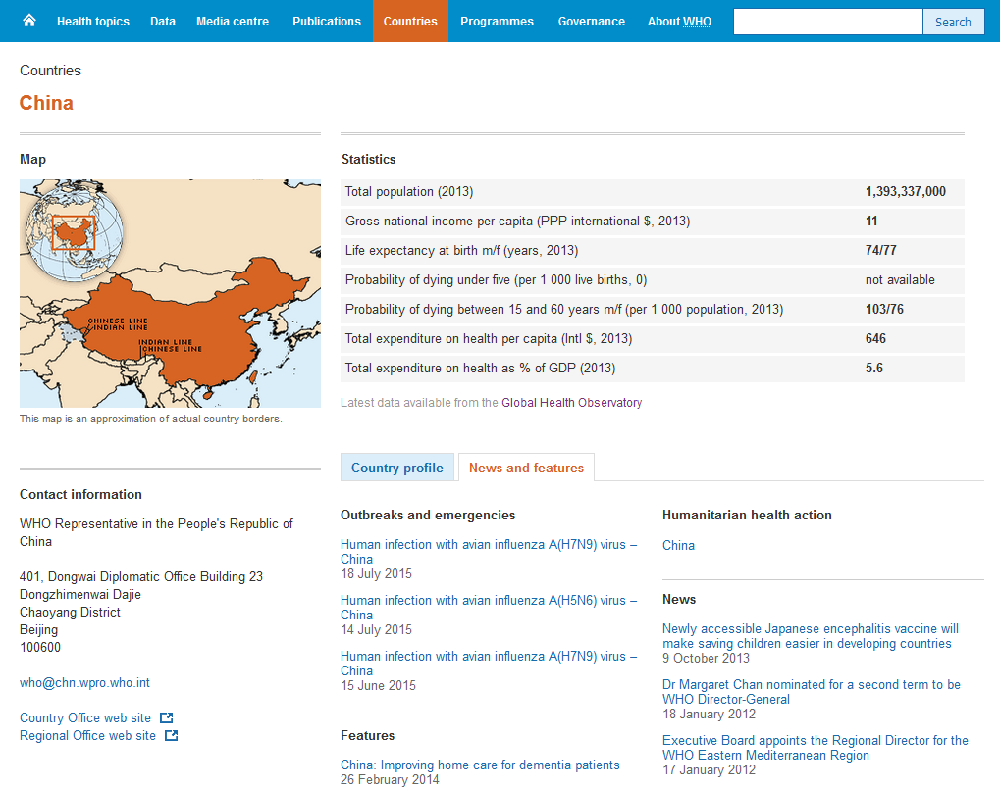 Health topics Data Media centre Publications Countries Programmes Governance About WHO Search
Countries
China
Map
CHINESE LINE
INDIAN LINE
INDIAN LINE
CHINESE LINE
This map is an approximation of actual country borders.
Statistics
Total population (2013) 1,393,337,000
Gross national income per capita (PPP international $, 2013) 11
Life expectancy at birth m/f (years, 2013) 74/77
Probability of dying under five (per 1 000 live births, 0) not available
Probability of dying between 15 and 60 years m/f (per 1 000 population, 2013) 103/76
Total expenditure on health per capita (Intl $, 2013) 646
Total expenditure on health as % of GDP (2013) 5.6
Latest data available from the Global Health Observatory
Contact information
WHO Representative in the People's Republic of
China
401, Dongwai Diplomatic Office Building 23
Dongzhimenwai Dajie
Chaoyang District
Beijing
100600
who@chn.wpro.who.int
Country Office web site
Regional Office web site
Country profile News and features
Outbreaks and emergencies
Human infection with avian influenza A(H7N9) virus –
China
18 July 2015
Human infection with avian influenza A(H5N6) virus –
China
14 July 2015
Human infection with avian influenza A(H7N9) virus –
China
15 June 2015
Features
China: Improving home care for dementia patients
26 February 2014
Humanitarian health action
China
News
Newly accessible Japanese encephalitis vaccine will
make saving children easier in developing countries
9 October 2013
Dr Margaret Chan nominated for a second term to be
WHO Director-General
18 January 2012
Executive Board appoints the Regional Director for the
WHO Eastern Mediterranean Region
17 January 2012